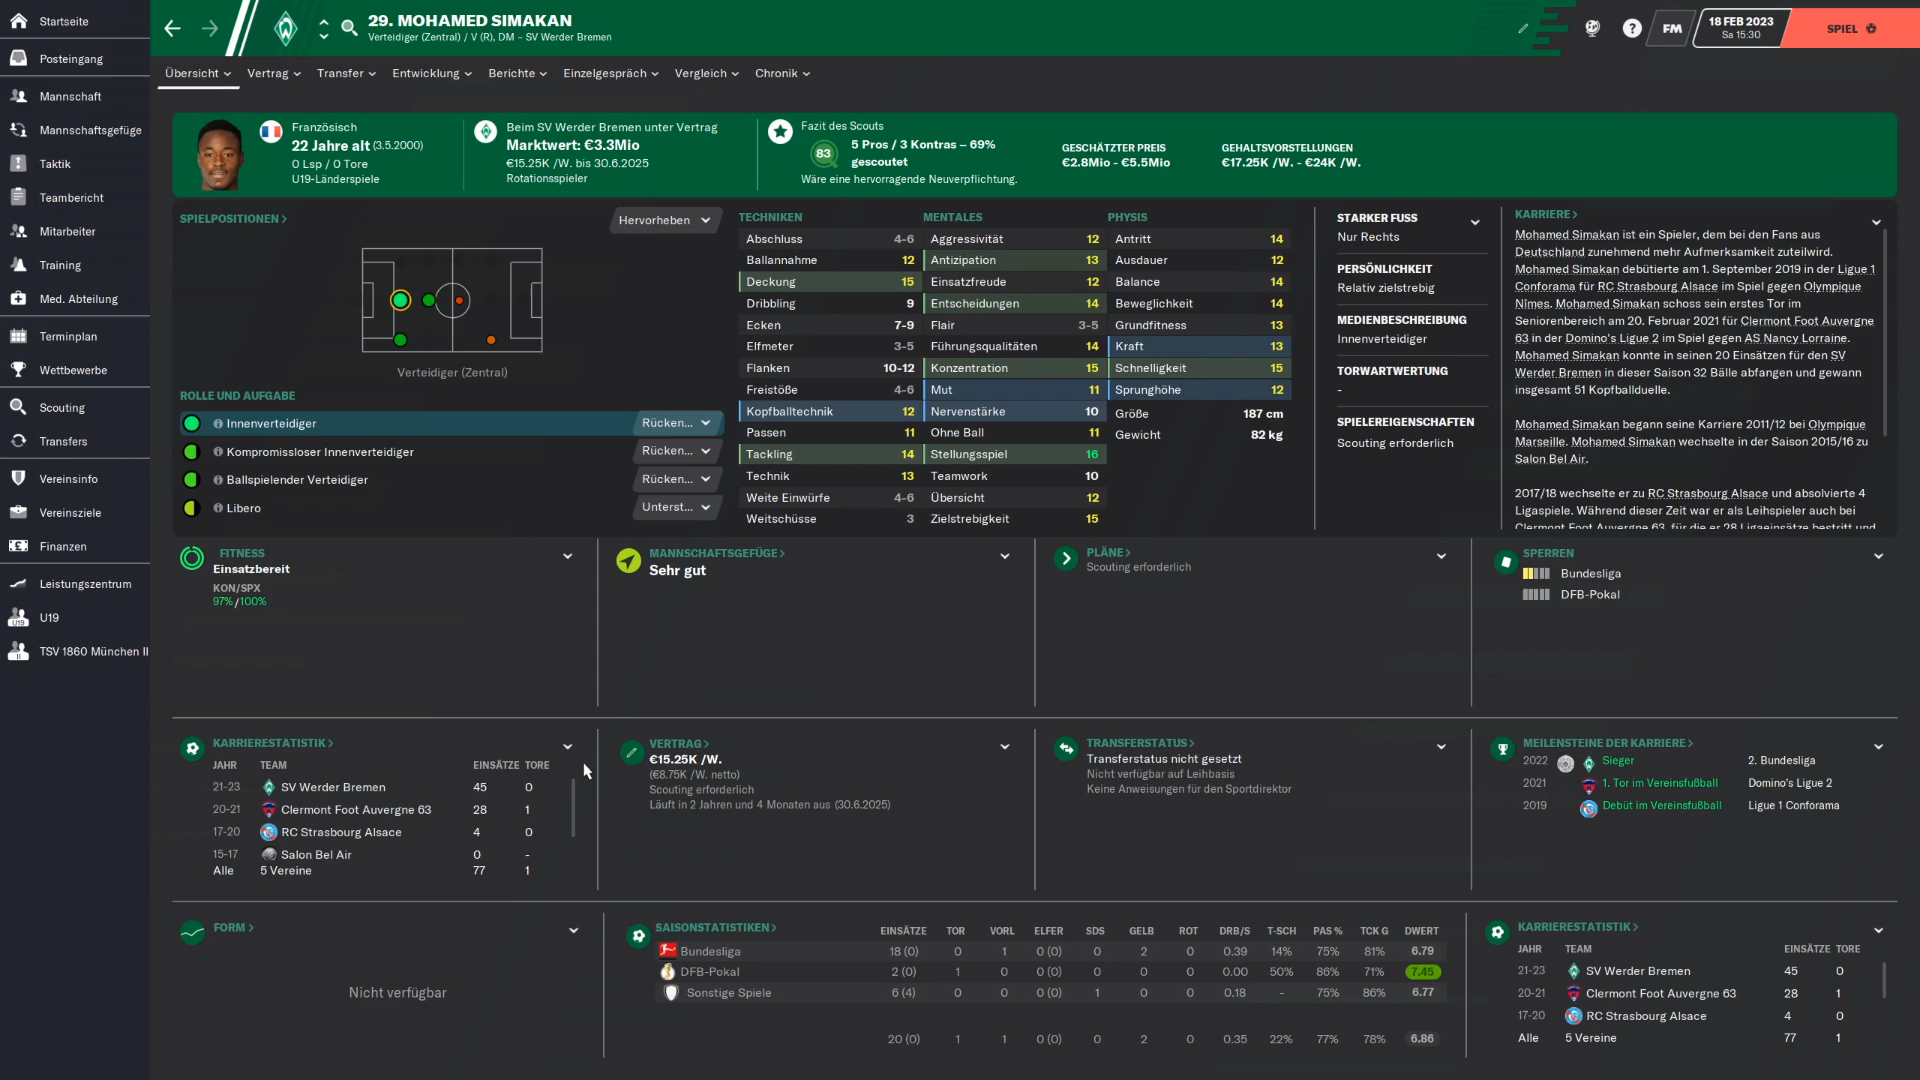 Startseite
Posteingang
Mannschaft
Mannschaftsgefüge
Taktik
Teambericht
Mitarbeiter
Training
Med. Abteilung
Terminplan
Wettbewerbe
Scouting
Transfers
Vereinsinfo
Vereinsziele
Finanzen
Leistungszentrum
U19
TSV 1860 München II
29. MOHAMED SIMAKAN
Verteidiger (Zentral) / V (R), DM – SV Werder Bremen
FM
18 FEB 2023
Sa 15:30
SPIEL
Übersicht Vertrag Transfer Entwicklung Berichte Einzelgespräch Vergleich Chronik
Französisch
22 Jahre alt (3.5.2000)
0 Lsp / 0 Tore
U19-Länderspiele
Beim SV Werder Bremen unter Vertrag
Marktwert: €3.3Mio
€15.25K /W. bis 30.6.2025
Rotationsspieler
Fazit des Scouts
83
5 Pros / 3 Kontras – 69%
gescoutet
Wäre eine hervorragende Neuverpflichtung.
GESCHÄTZTER PREIS
€2.8Mio - €5.5Mio
GEHALTSVORSTELLUNGEN
€17.25K /W. - €24K /W.
SPIELPOSITIONEN
Hervorheben
Verteidiger (Zentral)
ROLLE UND AUFGABE
Innenverteidiger Rücken...
Kompromissloser Innenverteidiger Rücken...
Ballspielender Verteidiger Rücken...
Libero Unterst...
TECHNIKEN
Abschluss 4-6
Ballannahme 12
Deckung 15
Dribbling 9
Ecken 7-9
Elfmeter 3-5
Flanken 10-12
Freistöße 4-6
Kopfballtechnik 12
Passen 11
Tackling 14
Technik 13
Weite Einwürfe 4-6
Weitschüsse 3
MENTALES
Aggressivität 12
Antizipation 13
Einsatzfreude 12
Entscheidungen 14
Flair 3-5
Führungsqualitäten 14
Konzentration 15
Mut 11
Nervenstärke 10
Ohne Ball 11
Stellungsspiel 16
Teamwork 10
Übersicht 12
Zielstrebigkeit 15
PHYSIS
Antritt 14
Ausdauer 12
Balance 14
Beweglichkeit 14
Grundfitness 13
Kraft 13
Schnelligkeit 15
Sprunghöhe 12
Größe 187 cm
Gewicht 82 kg
STARKER FUSS
Nur Rechts
PERSÖNLICHKEIT
Relativ zielstrebig
MEDIENBESCHREIBUNG
Innenverteidiger
TORWARTWERTUNG
-
SPIELEREIGENSCHAFTEN
Scouting erforderlich
KARRIERE
Mohamed Simakan ist ein Spieler, dem bei den Fans aus
Deutschland zunehmend mehr Aufmerksamkeit zuteilwird.
Mohamed Simakan debütierte am 1. September 2019 in der Ligue 1
Conforama für RC Strasbourg Alsace im Spiel gegen Olympique
Nîmes. Mohamed Simakan schoss sein erstes Tor im
Seniorenbereich am 20. Februar 2021 für Clermont Foot Auvergne
63 in der Domino's Ligue 2 im Spiel gegen AS Nancy Lorraine.
Mohamed Simakan konnte in seinen 20 Einsätzen für den SV
Werder Bremen in dieser Saison 32 Bälle abfangen und gewann
insgesamt 51 Kopfballduelle.
Mohamed Simakan begann seine Karriere 2011/12 bei Olympique
Marseille. Mohamed Simakan wechselte in der Saison 2015/16 zu
Salon Bel Air.
2017/18 wechselte er zu RC Strasbourg Alsace und absolvierte 4
Ligaspiele. Während dieser Zeit war er als Leihspieler auch bei
Clermont Foot Auvergne 63, für die er 28 Ligaeinsätze bestritt und
FITNESS
Einsatzbereit
KON/SPX
97% / 100%
MANNSCHAFTSGEFÜGE
Sehr gut
PLÄNE
Scouting erforderlich
SPERREN
Bundesliga
DFB-Pokal
KARRIERESTATISTIK
JAHR TEAM EINSÄTZE TORE
21-23 SV Werder Bremen 45 0
20-21 Clermont Foot Auvergne 63 28 1
17-20 RC Strasbourg Alsace 4 0
15-17 Salon Bel Air 0 -
Alle 5 Vereine 77 1
VERTRAG
€15.25K /W.
(€8.75K /W. netto)
Scouting erforderlich
Läuft in 2 Jahren und 4 Monaten aus (30.6.2025)
TRANSFERSTATUS
Transferstatus nicht gesetzt
Nicht verfügbar auf Leihbasis
Keine Anweisungen für den Sportdirektor
MEILENSTEINE DER KARRIERE
2022 Sieger 2. Bundesliga
2021 1. Tor im Vereinsfußball Domino's Ligue 2
2019 Debüt im Vereinsfußball Ligue 1 Conforama
FORM
Nicht verfügbar
SAISONSTATISTIKEN EINSÄTZE TOR VORL ELFER SDS GELB ROT DRB/S T-SCH PAS % TCK G DWERT
Bundesliga 18 (0) 0 1 0 (0) 0 2 0 0.39 14% 75% 81% 6.79
DFB-Pokal 2 (0) 1 0 0 (0) 0 0 0 0.00 50% 86% 71% 7.45
Sonstige Spiele 6 (4) 0 0 0 (0) 1 0 0 0.18 - 75% 86% 6.77
20 (0) 1 1 0 (0) 0 2 0 0.35 22% 77% 78% 6.86
KARRIERESTATISTIK
JAHR TEAM EINSÄTZE TORE
21-23 SV Werder Bremen 45 0
20-21 Clermont Foot Auvergne 63 28 1
17-20 RC Strasbourg Alsace 4 0
Alle 5 Vereine 77 1